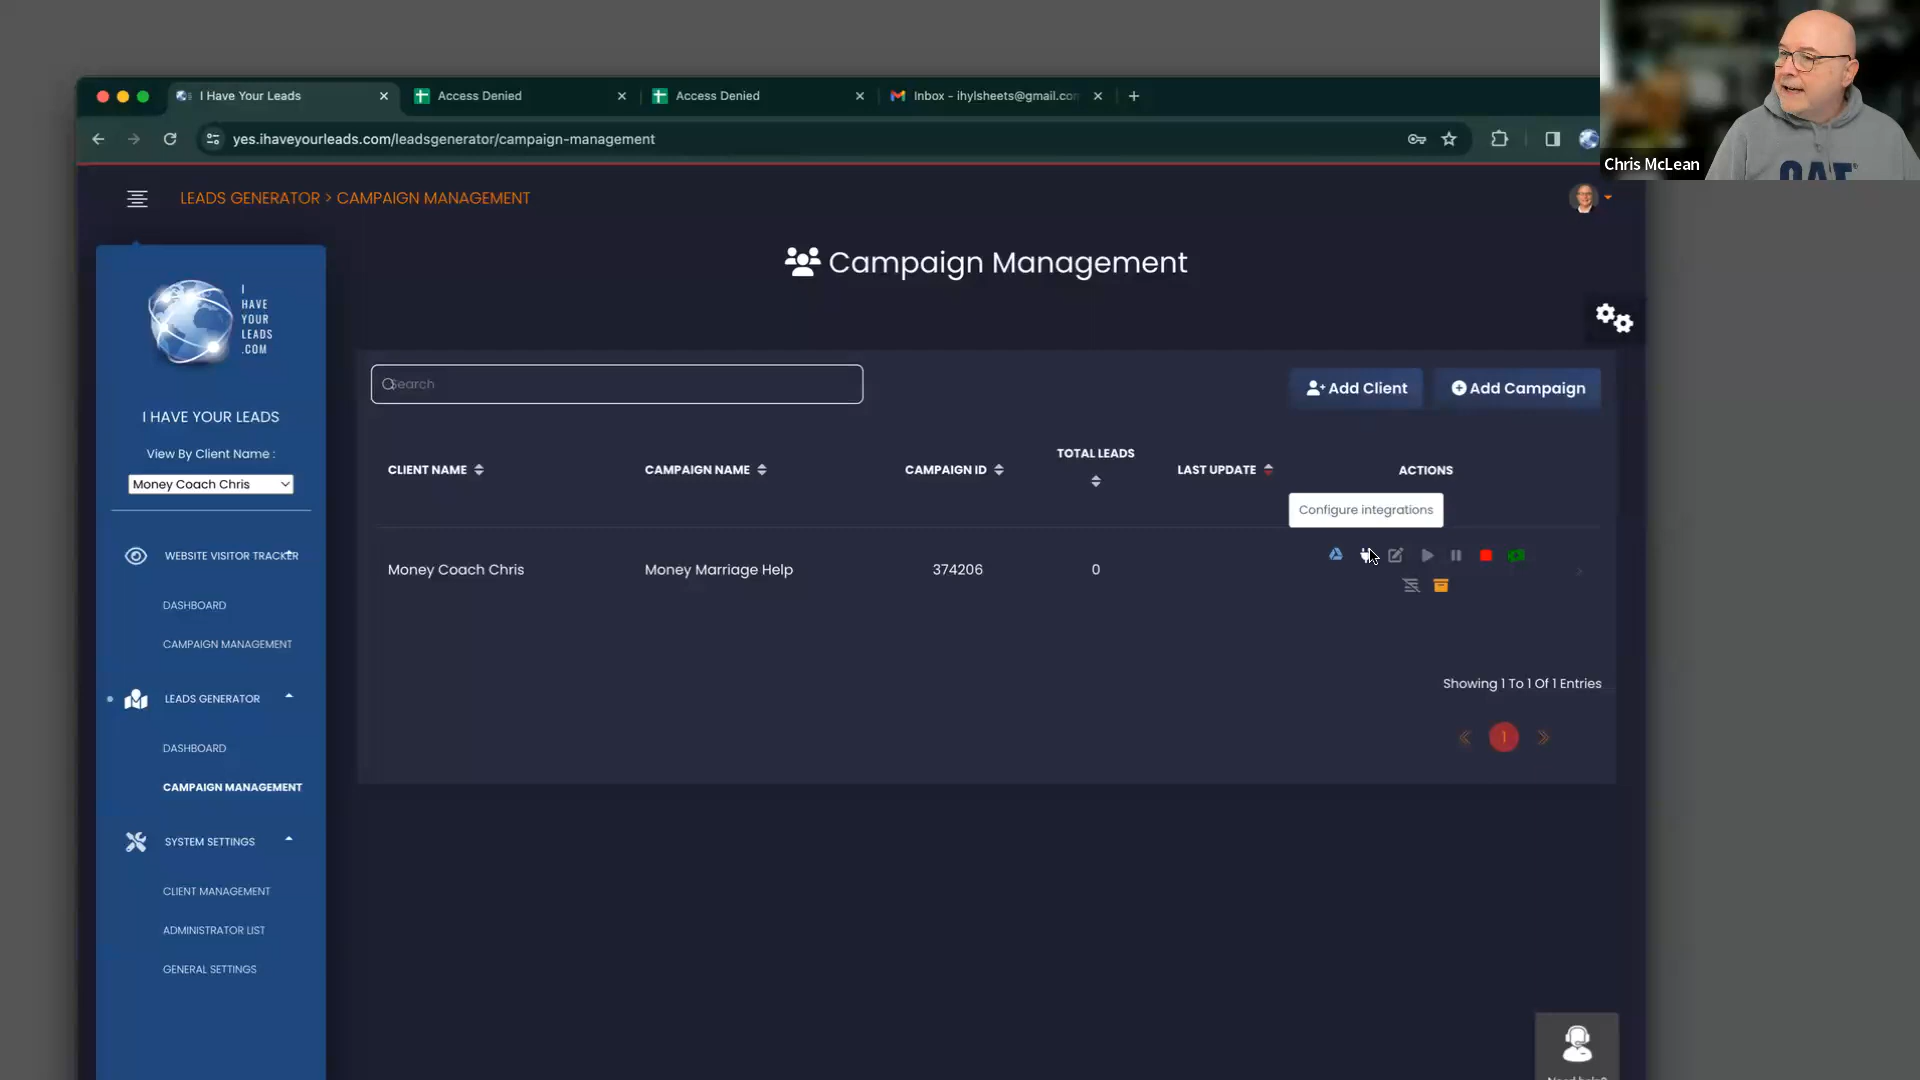 I Have Your Leads
Access Denied
Access Denied
Inbox - ihylsheets@gmail.co
yes.ihaveyourleads.com/leadsgenerator/campaign-management
Chris McLean
LEADS GENERATOR > CAMPAIGN MANAGEMENT
Campaign Management
I
HAVE
YOUR
LEADS
.COM
I HAVE YOUR LEADS
View By Client Name :
Money Coach Chris
WEBSITE VISITOR TRACKER
DASHBOARD
CAMPAIGN MANAGEMENT
LEADS GENERATOR
DASHBOARD
CAMPAIGN MANAGEMENT
SYSTEM SETTINGS
CLIENT MANAGEMENT
ADMINISTRATOR LIST
GENERAL SETTINGS
Search
Add Client
Add Campaign
CLIENT NAME
CAMPAIGN NAME
CAMPAIGN ID
TOTAL LEADS
LAST UPDATE
ACTIONS
Configure integrations
Money Coach Chris
Money Marriage Help
374206
0
Showing 1 To 1 Of 1 Entries
« 1 »